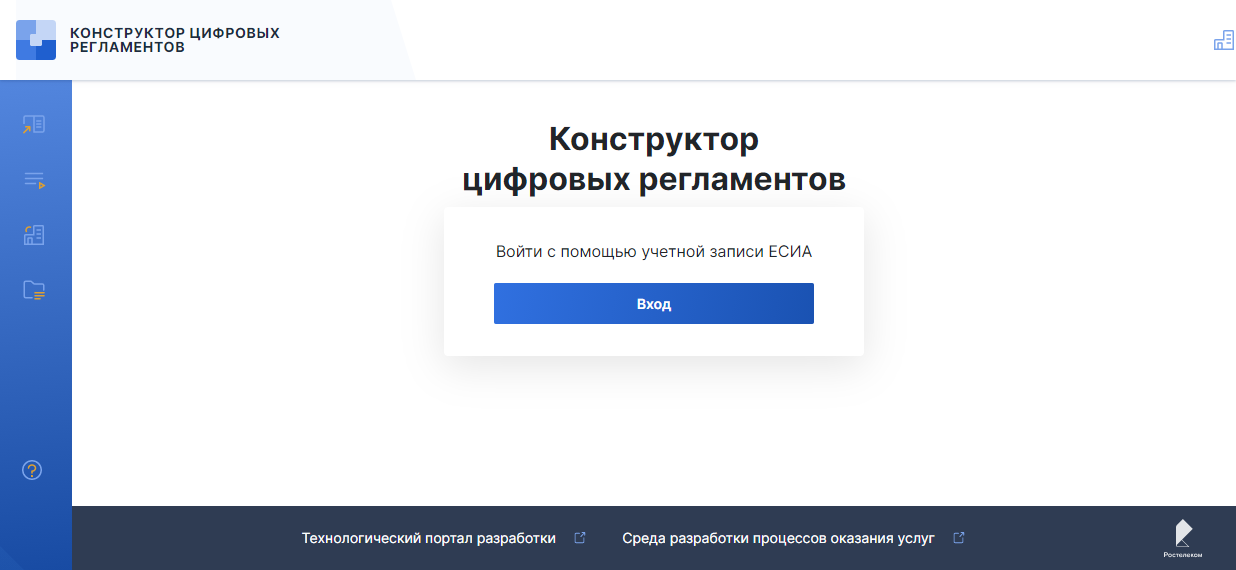 КОНСТРУКТОР ЦИФРОВЫХ
РЕГЛАМЕНТОВ
Конструктор
цифровых регламентов
Войти с помощью учетной записи ЕСИА
Вход
Технологический портал разработки
Среда разработки процессов оказания услуг
Ростелеком